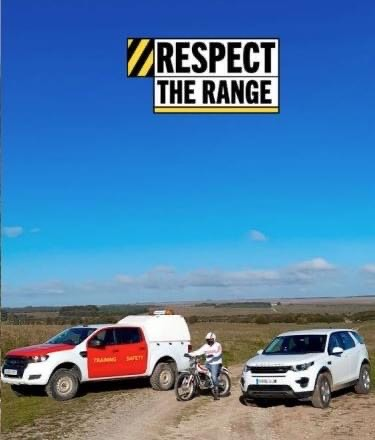 RESPECT
THE RANGE
TRAINING SAFETY